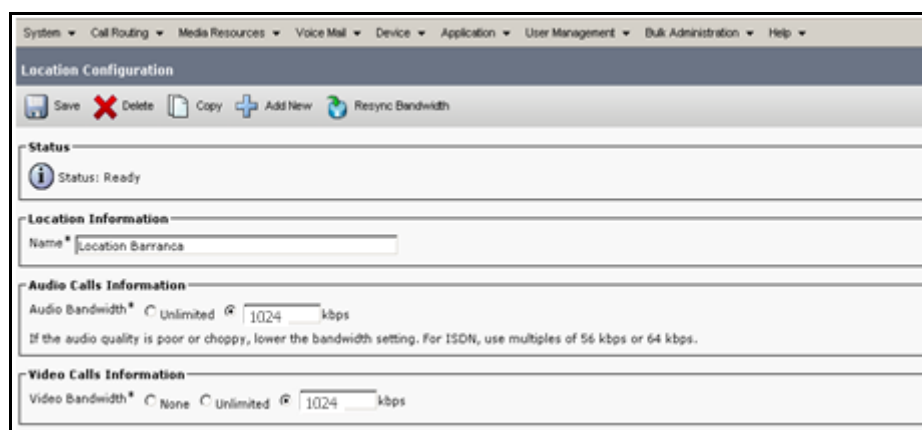 System Call Routing Media Resources Voice Mail Device Application User Management Bulk Administration Help
Location Configuration
Save Delete Copy Add New Resync Bandwidth
Status
Status: Ready
Location Information
Name* Location Barranca
Audio Calls Information
Audio Bandwidth* Unlimited 1024 kbps
If the audio quality is poor or choppy, lower the bandwidth setting. For ISDN, use multiples of 56 kbps or 64 kbps.
Video Calls Information
Video Bandwidth* None Unlimited 1024 kbps